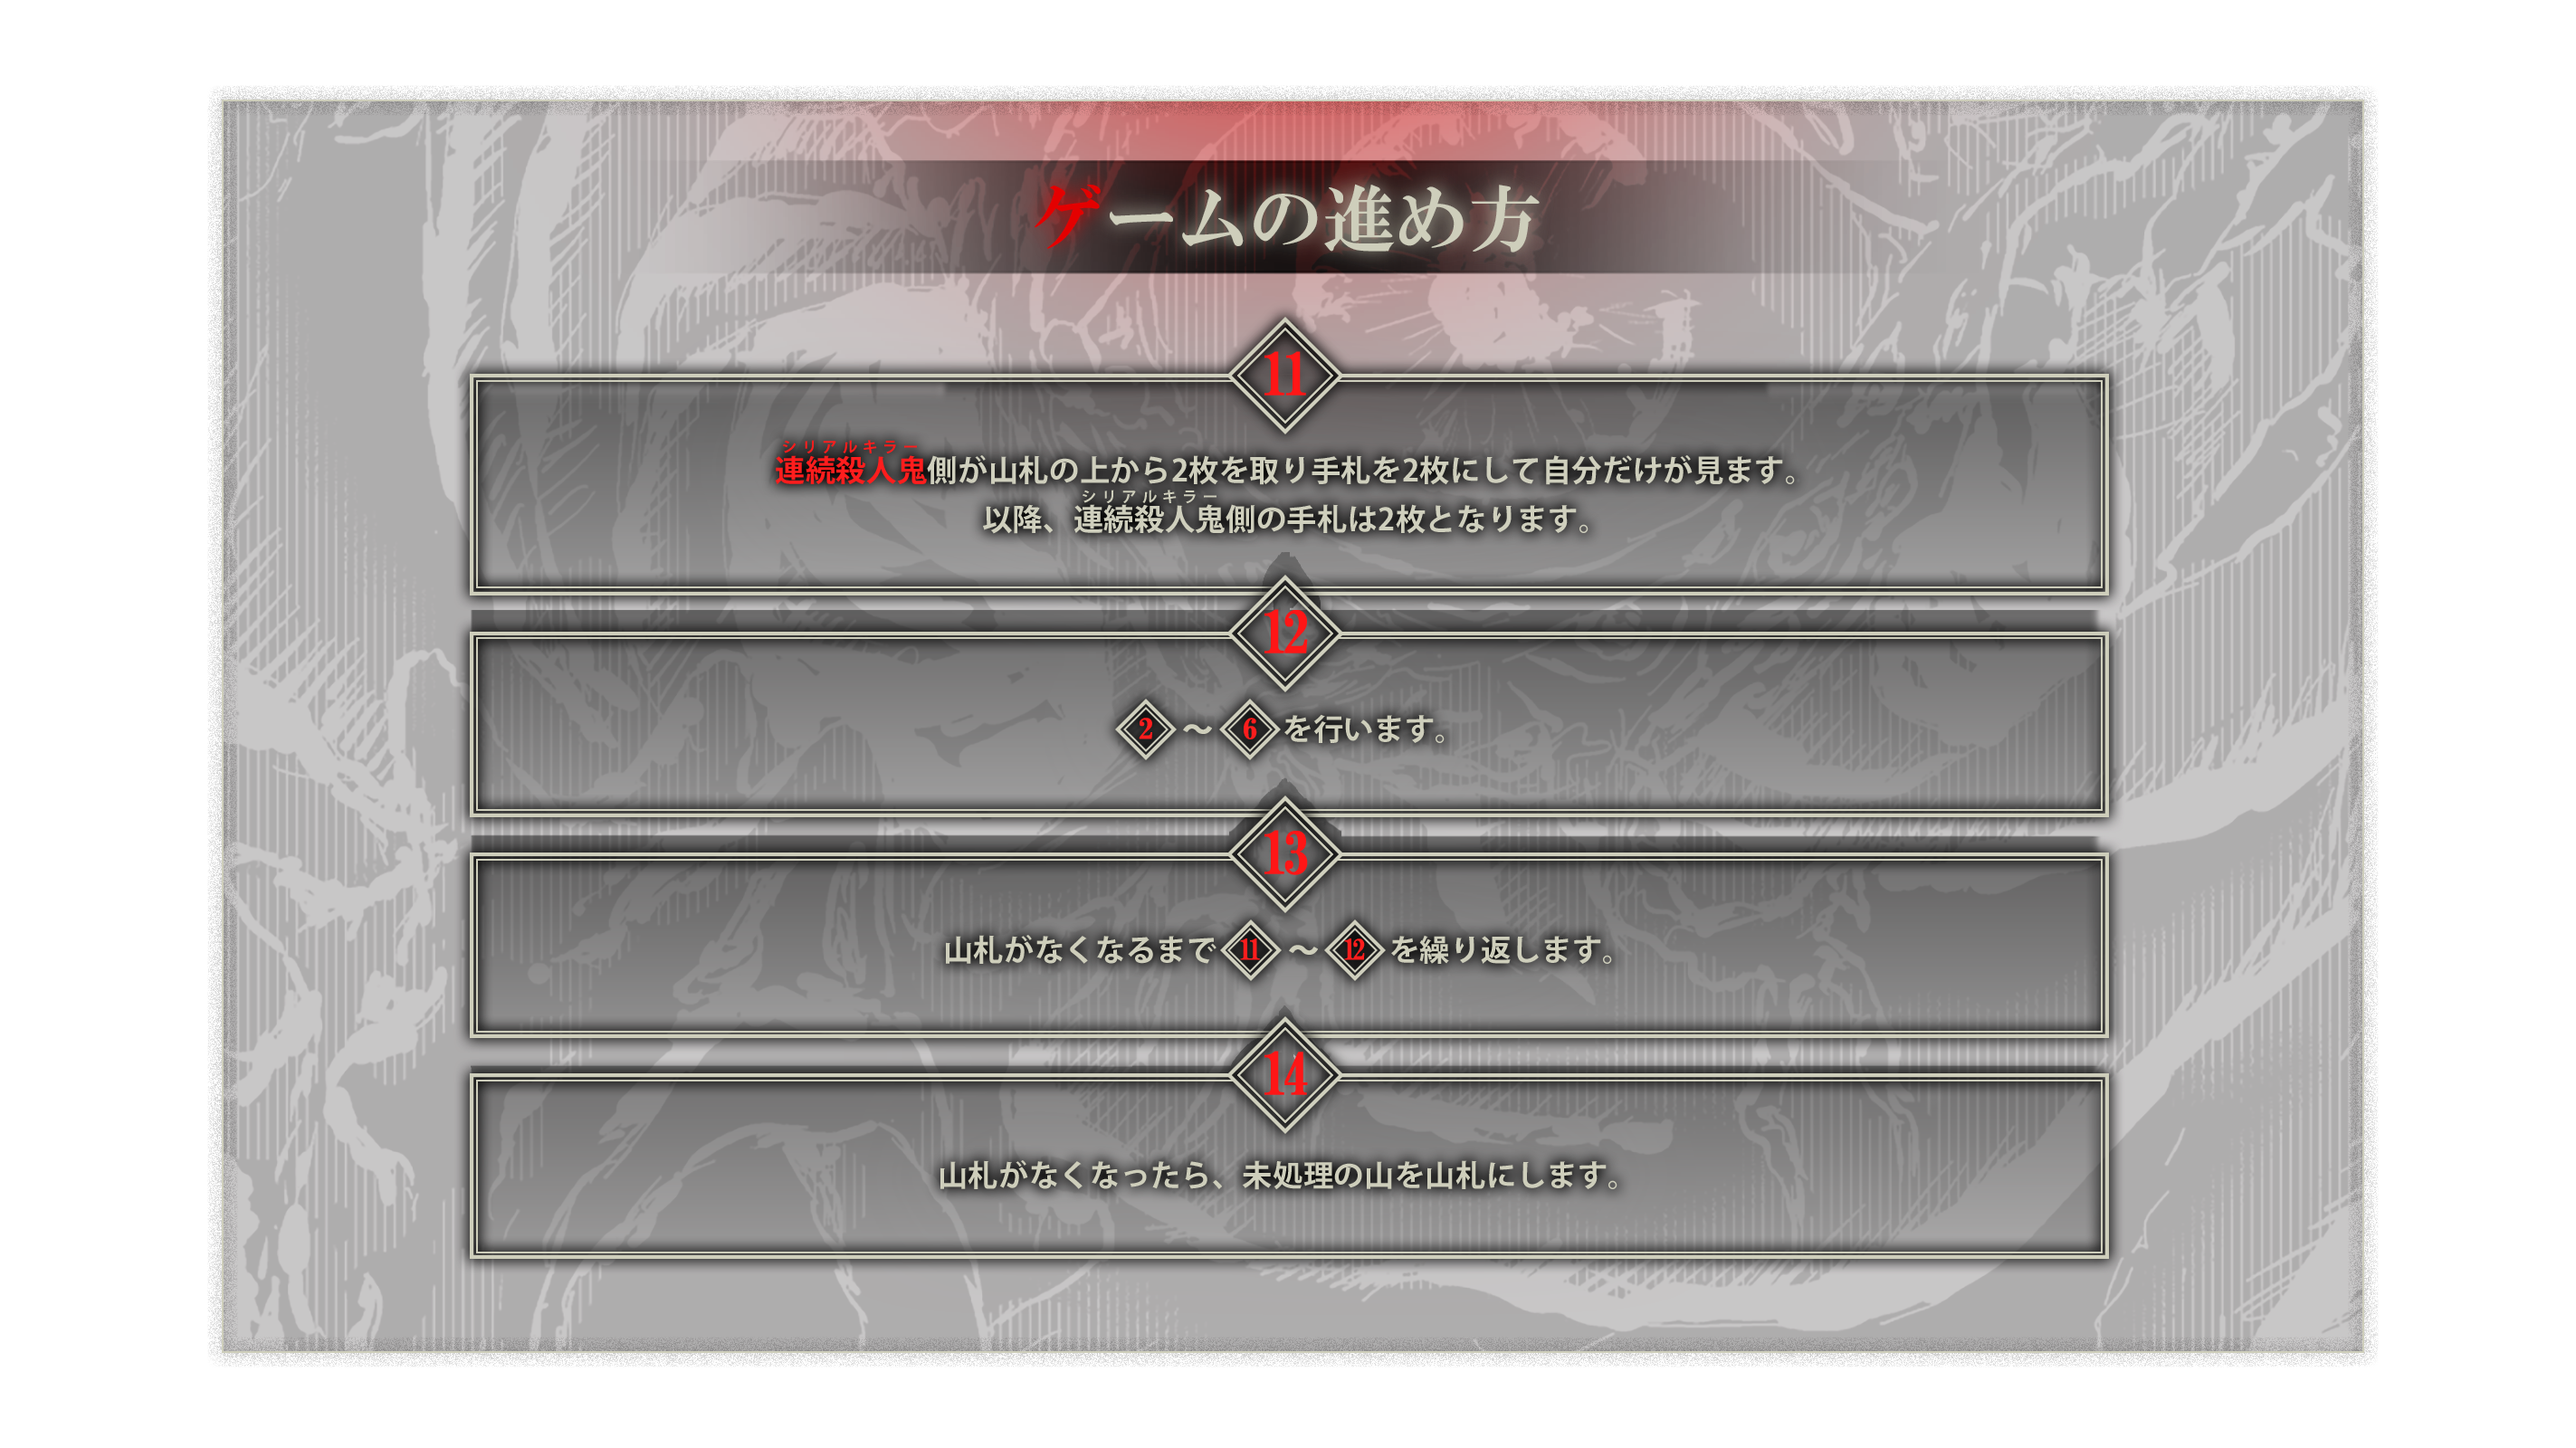 ゲームの進め方
11
シリアルキラー
連続殺人鬼側が山札の上から2枚を取り手札を2枚にして自分だけが見ます。
シリアルキラー
以降、連続殺人鬼側の手札は2枚となります。
12
2～6を行います。
13
山札がなくなるまで11～12を繰り返します。
14
山札がなくなったら、未処理の山を山札にします。